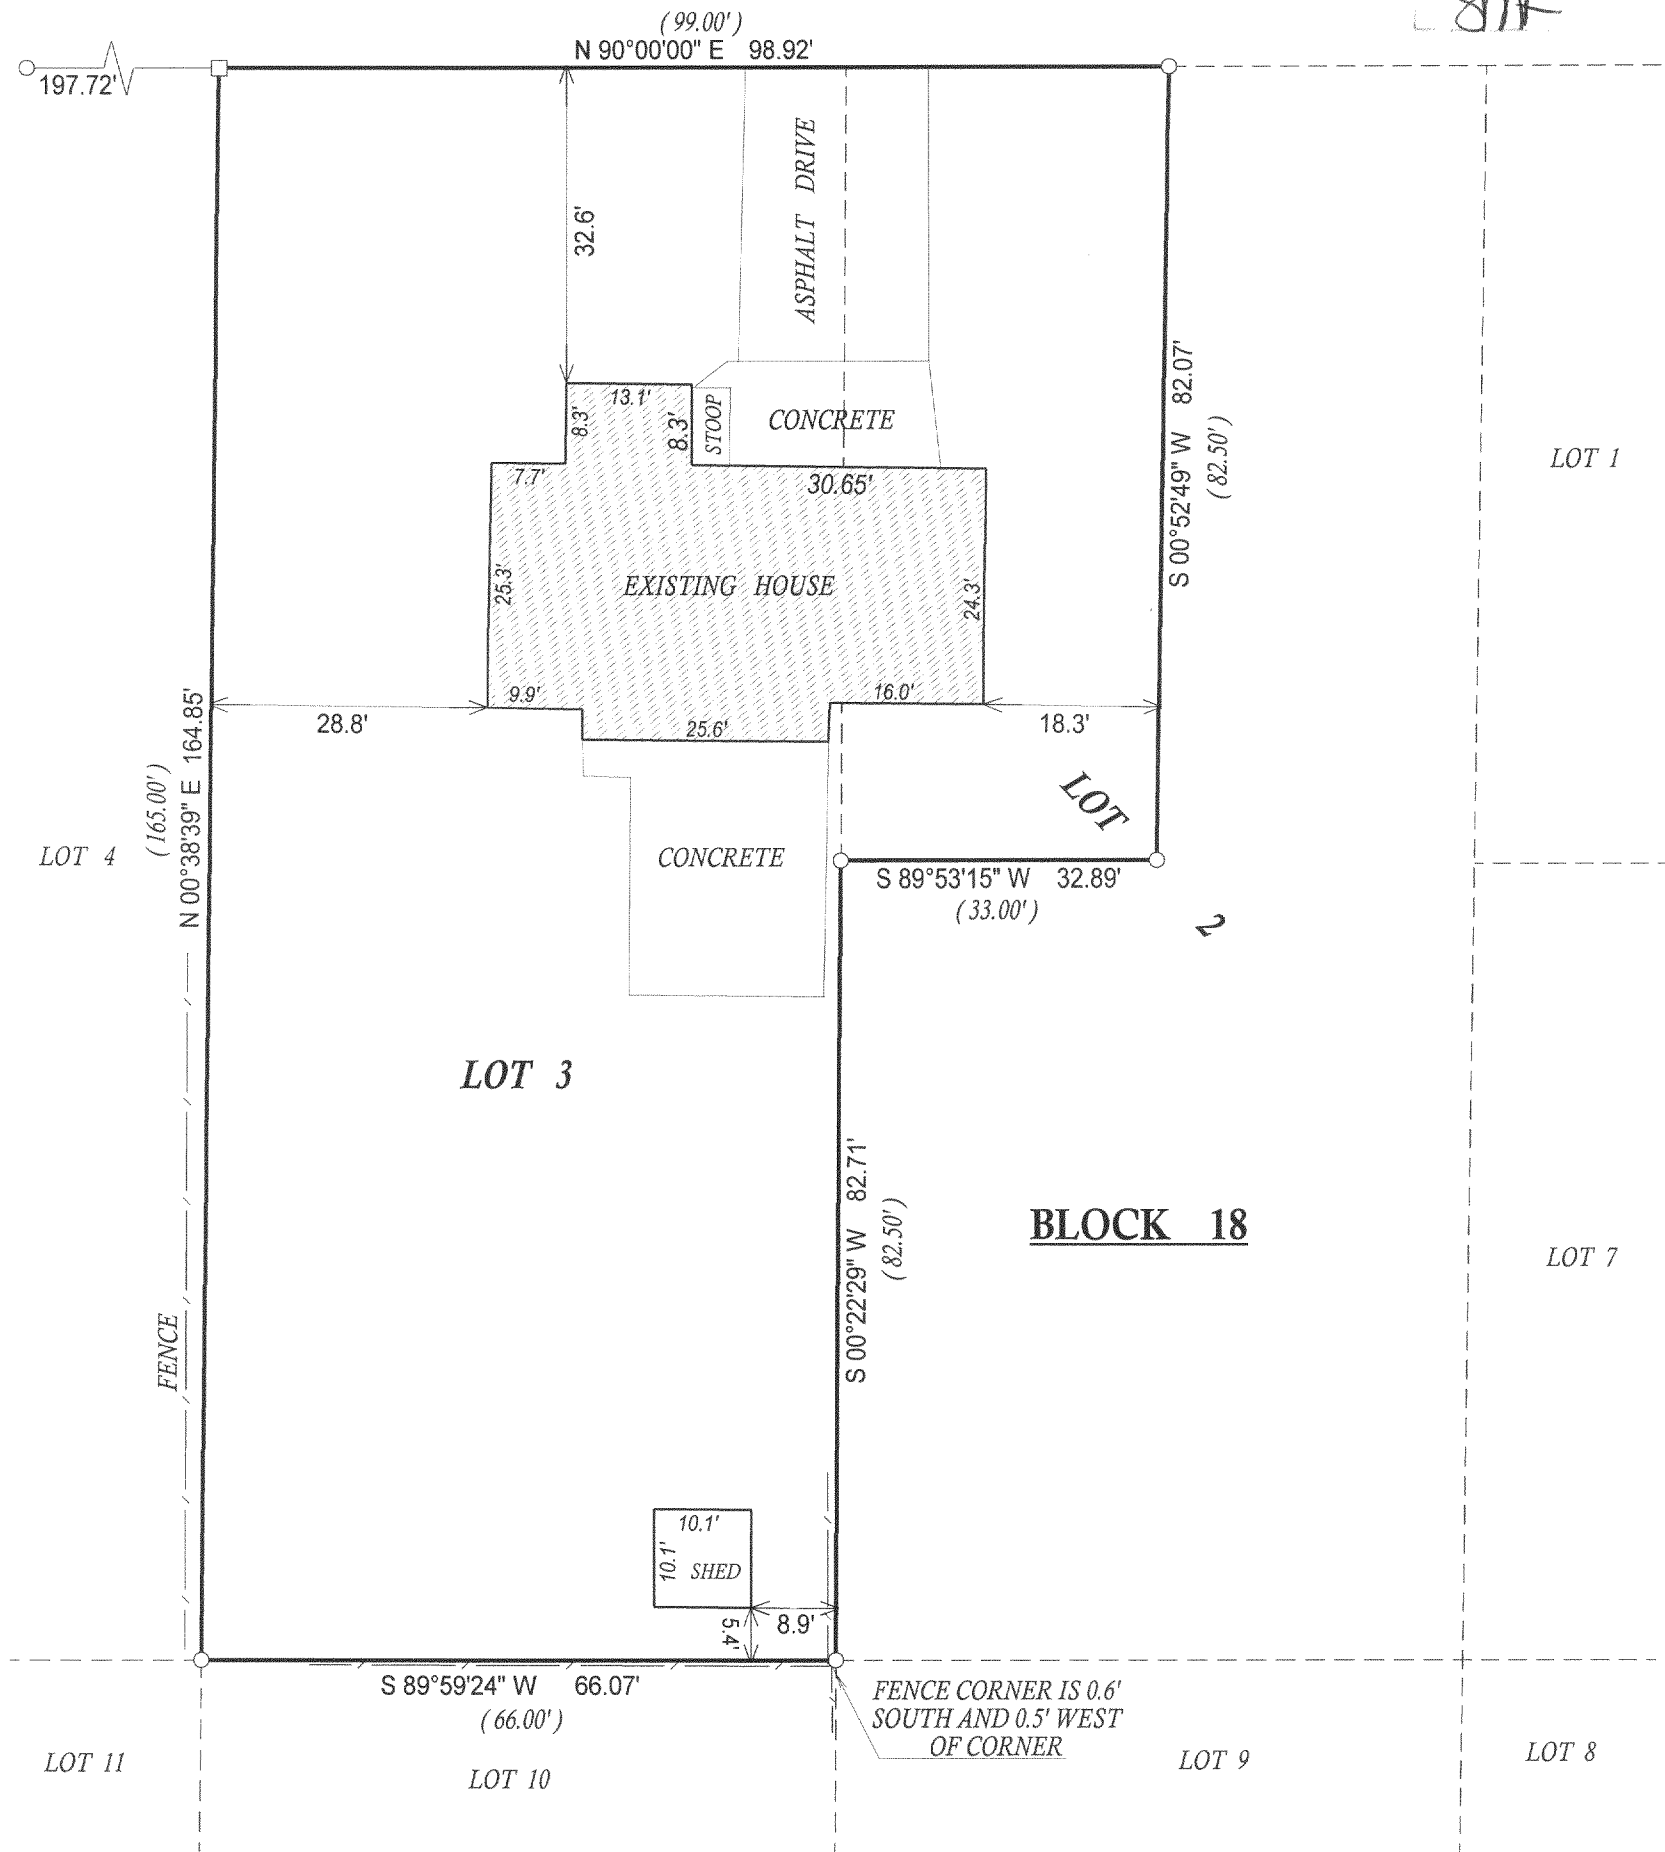 (99.00')
N 90°00'00" E 98.92'
197.72'
ASPHALT DRIVE
32.6'
13.1'
8.3'
8.3'
STOOP
CONCRETE
7.7'
30.65'
S 00°52'49" W 82.07'
(82.50')
LOT 1
EXISTING HOUSE
25.3'
24.3'
9.9'
16.0'
25.6'
28.8'
18.3'
N 00°38'39" E 164.85'
(165.00')
LOT
2
LOT 4
CONCRETE
S 89°53'15" W 32.89'
(33.00')
LOT 3
S 00°22'29" W 82.71'
(82.50')
BLOCK 18
LOT 7
FENCE
10.1'
10.1'
SHED
8.9'
5.4'
S 89°59'24" W 66.07'
(66.00')
FENCE CORNER IS 0.6'
SOUTH AND 0.5' WEST
OF CORNER
LOT 11
LOT 10
LOT 9
LOT 8